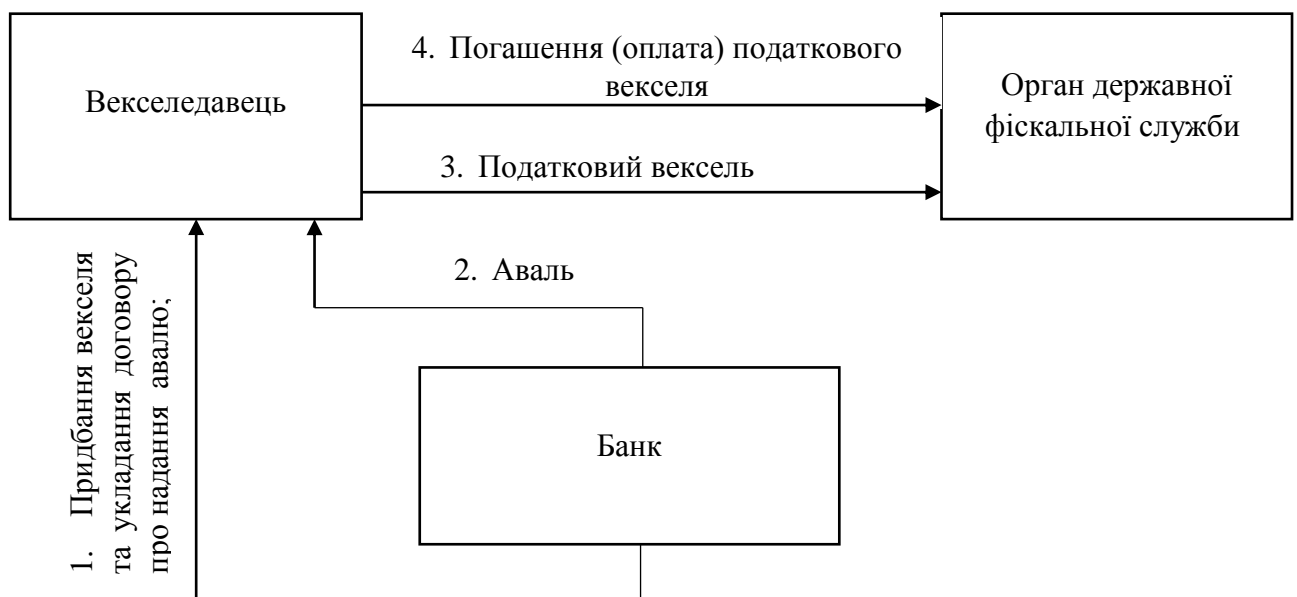 4. Погашення (оплата) податкового
векселя
Векселедавець
Орган державної
фіскальної служби
3. Податковий вексель
1. Придбання векселя
та укладання договору
про надання авалю;
2. Аваль
Банк